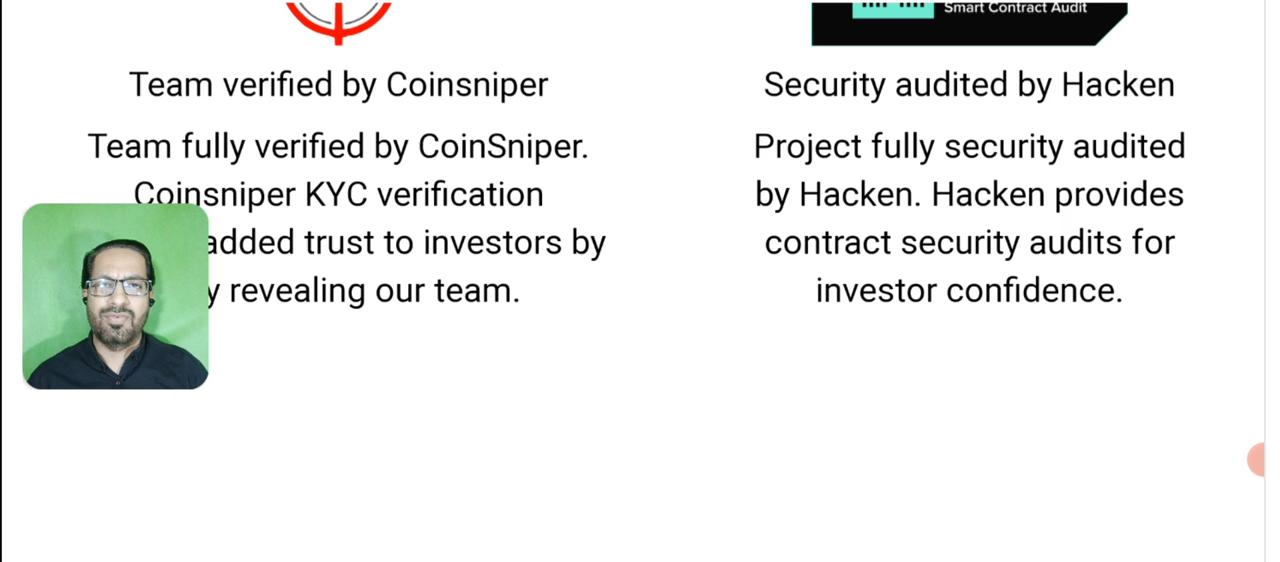 Smart Contract Audit
Team verified by Coinsniper
Team fully verified by CoinSniper.
Coinsniper KYC verification
added trust to investors by
y revealing our team.
Security audited by Hacken
Project fully security audited
by Hacken. Hacken provides
contract security audits for
investor confidence.